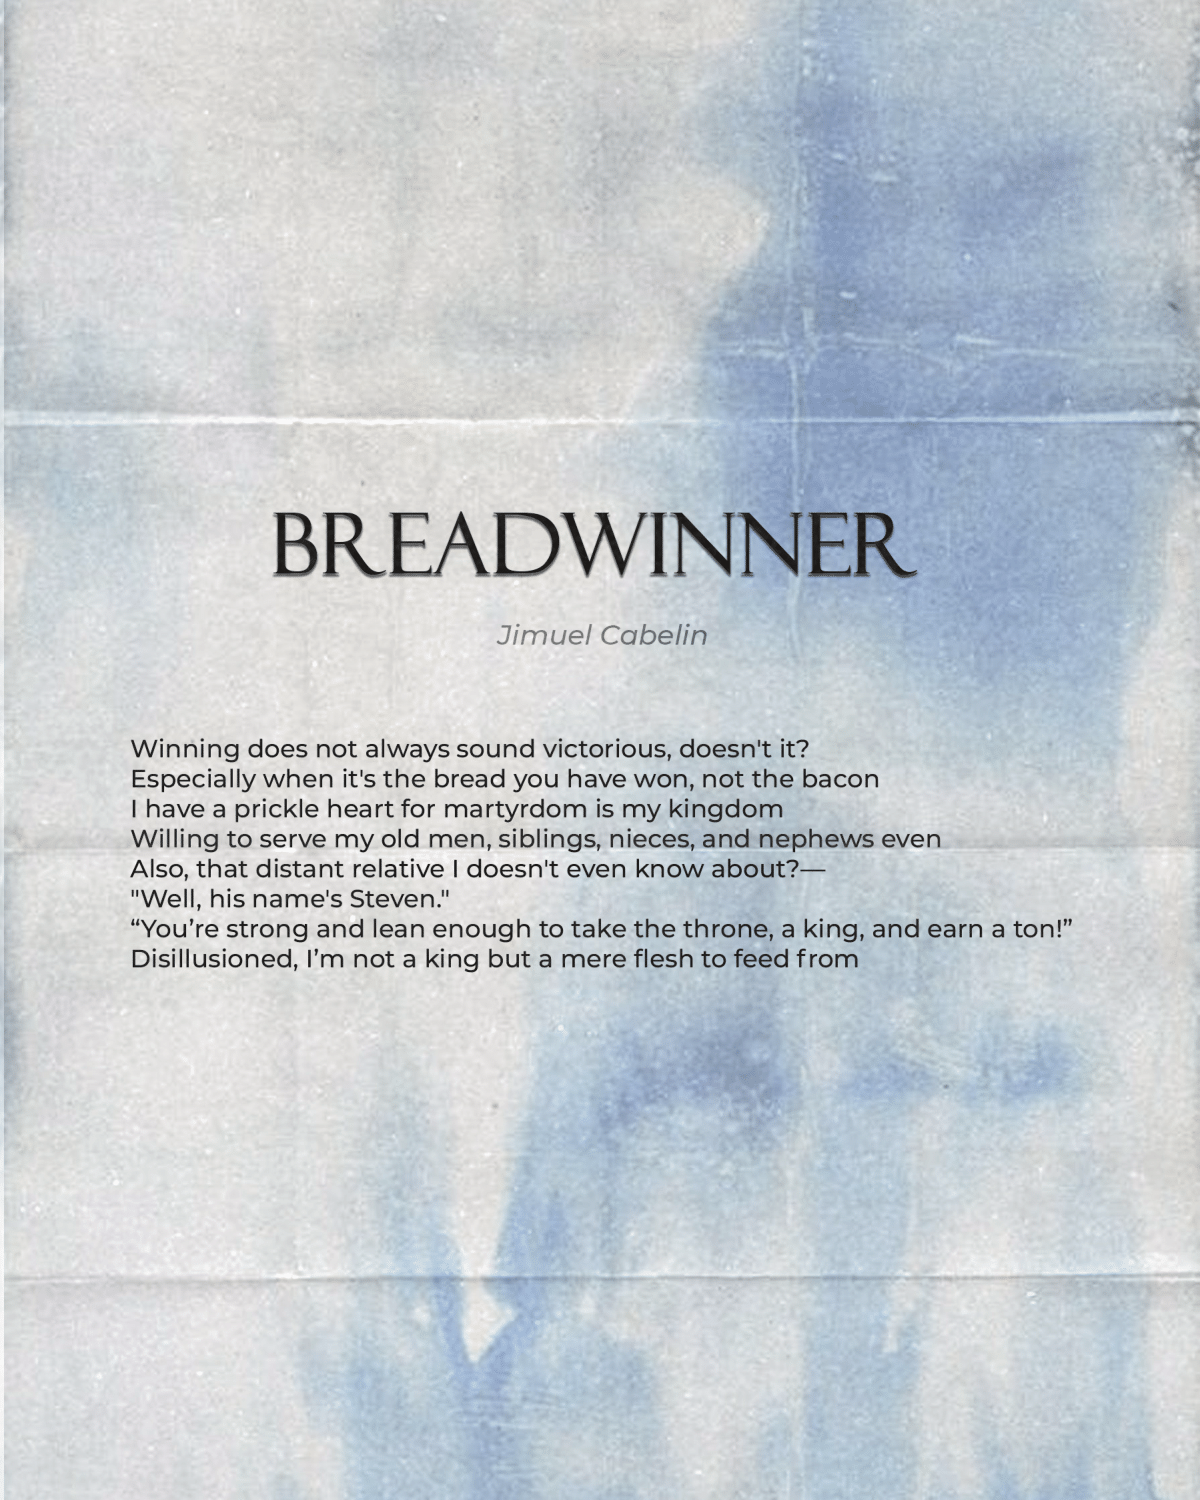 BREADWINNER
Jimuel Cabelin
Winning does not always sound victorious, doesn't it?
Especially when it's the bread you have won, not the bacon
I have a prickle heart for martyrdom is my kingdom
Willing to serve my old men, siblings, nieces, and nephews even
Also, that distant relative I doesn't even know about?—
"Well, his name's Steven."
“You’re strong and lean enough to take the throne, a king, and earn a ton!”
Disillusioned, I’m not a king but a mere flesh to feed from